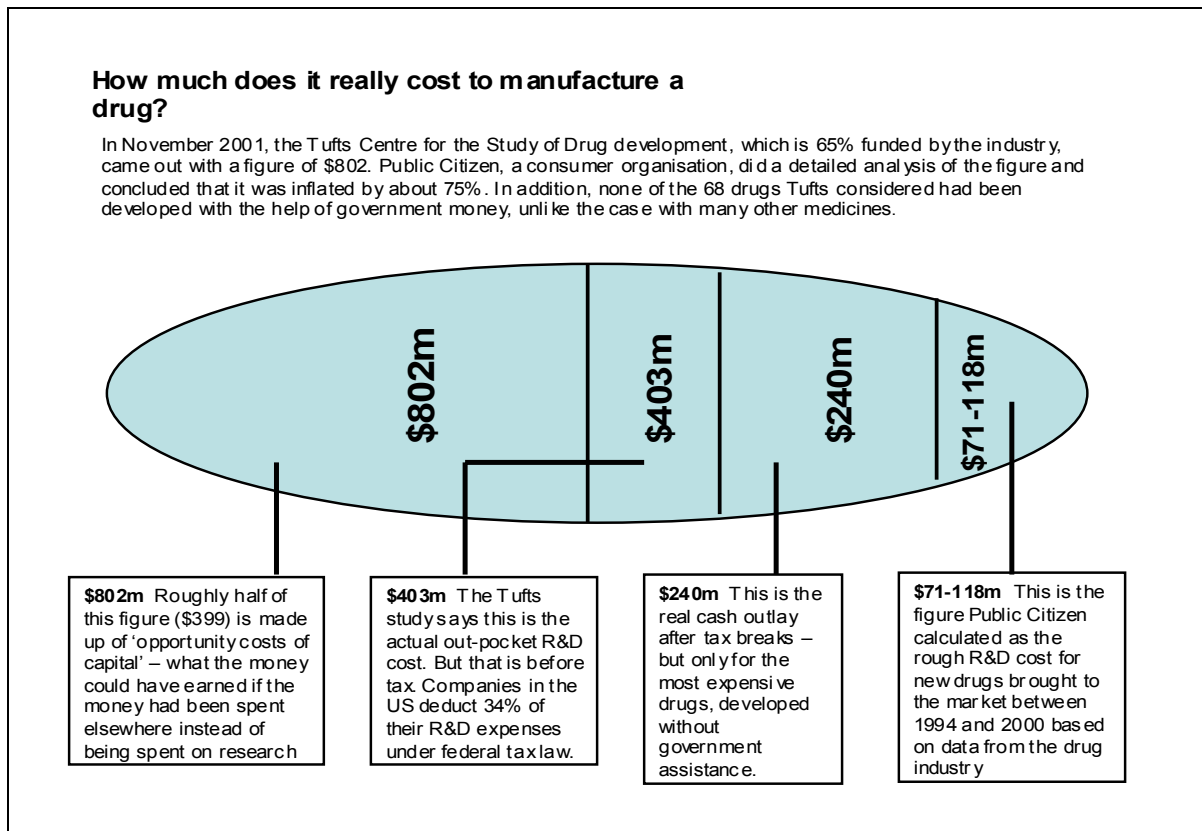 How much does it really cost to manufacture a
drug?
In November 2001, the Tufts Centre for the Study of Drug development, which is 65% funded by the industry,
came out with a figure of $802. Public Citizen, a consumer organisation, did a detailed analysis of the figure and
concluded that it was inflated by about 75%. In addition, none of the 68 drugs Tufts considered had been
developed with the help of government money, unlike the case with many other medicines.
$802m
$403m
$240m
$71-118m
$802m Roughly half of
this figure ($399) is made
up of ‘opportunity costs of
capital’ – what the money
could have earned if the
money had been spent
elsewhere instead of
being spent on research
$403m The Tufts
study says this is the
actual out-pocket R&D
cost. But that is before
tax. Companies in the
US deduct 34% of
their R&D expenses
under federal tax law.
$240m This is the
real cash outlay
after tax breaks –
but only for the
most expensive
drugs, developed
without
government
assistance.
$71-118m This is the
figure Public Citizen
calculated as the
rough R&D cost for
new drugs brought to
the market between
1994 and 2000 based
on data from the drug
industry